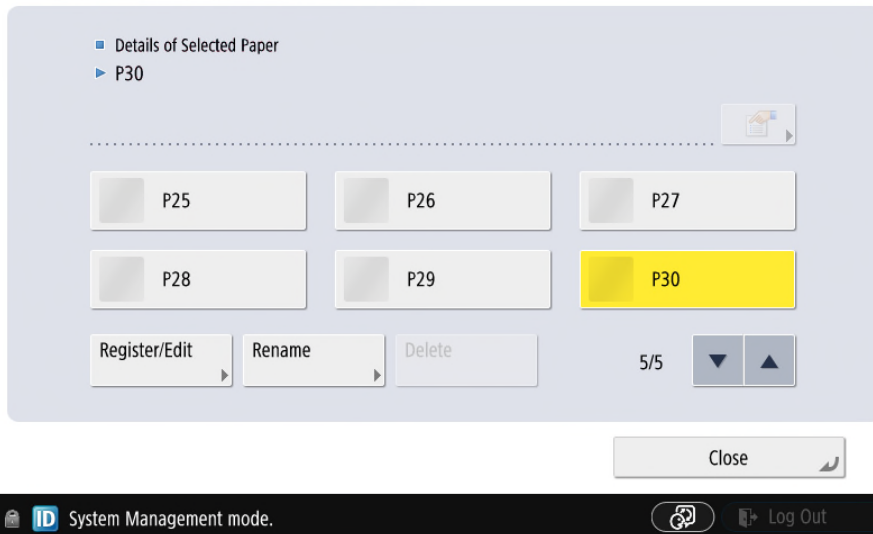 Details of Selected Paper
P30
P25 P26 P27
P28 P29 P30
Register/Edit Rename Delete 5/5
Close
ID System Management mode. Log Out